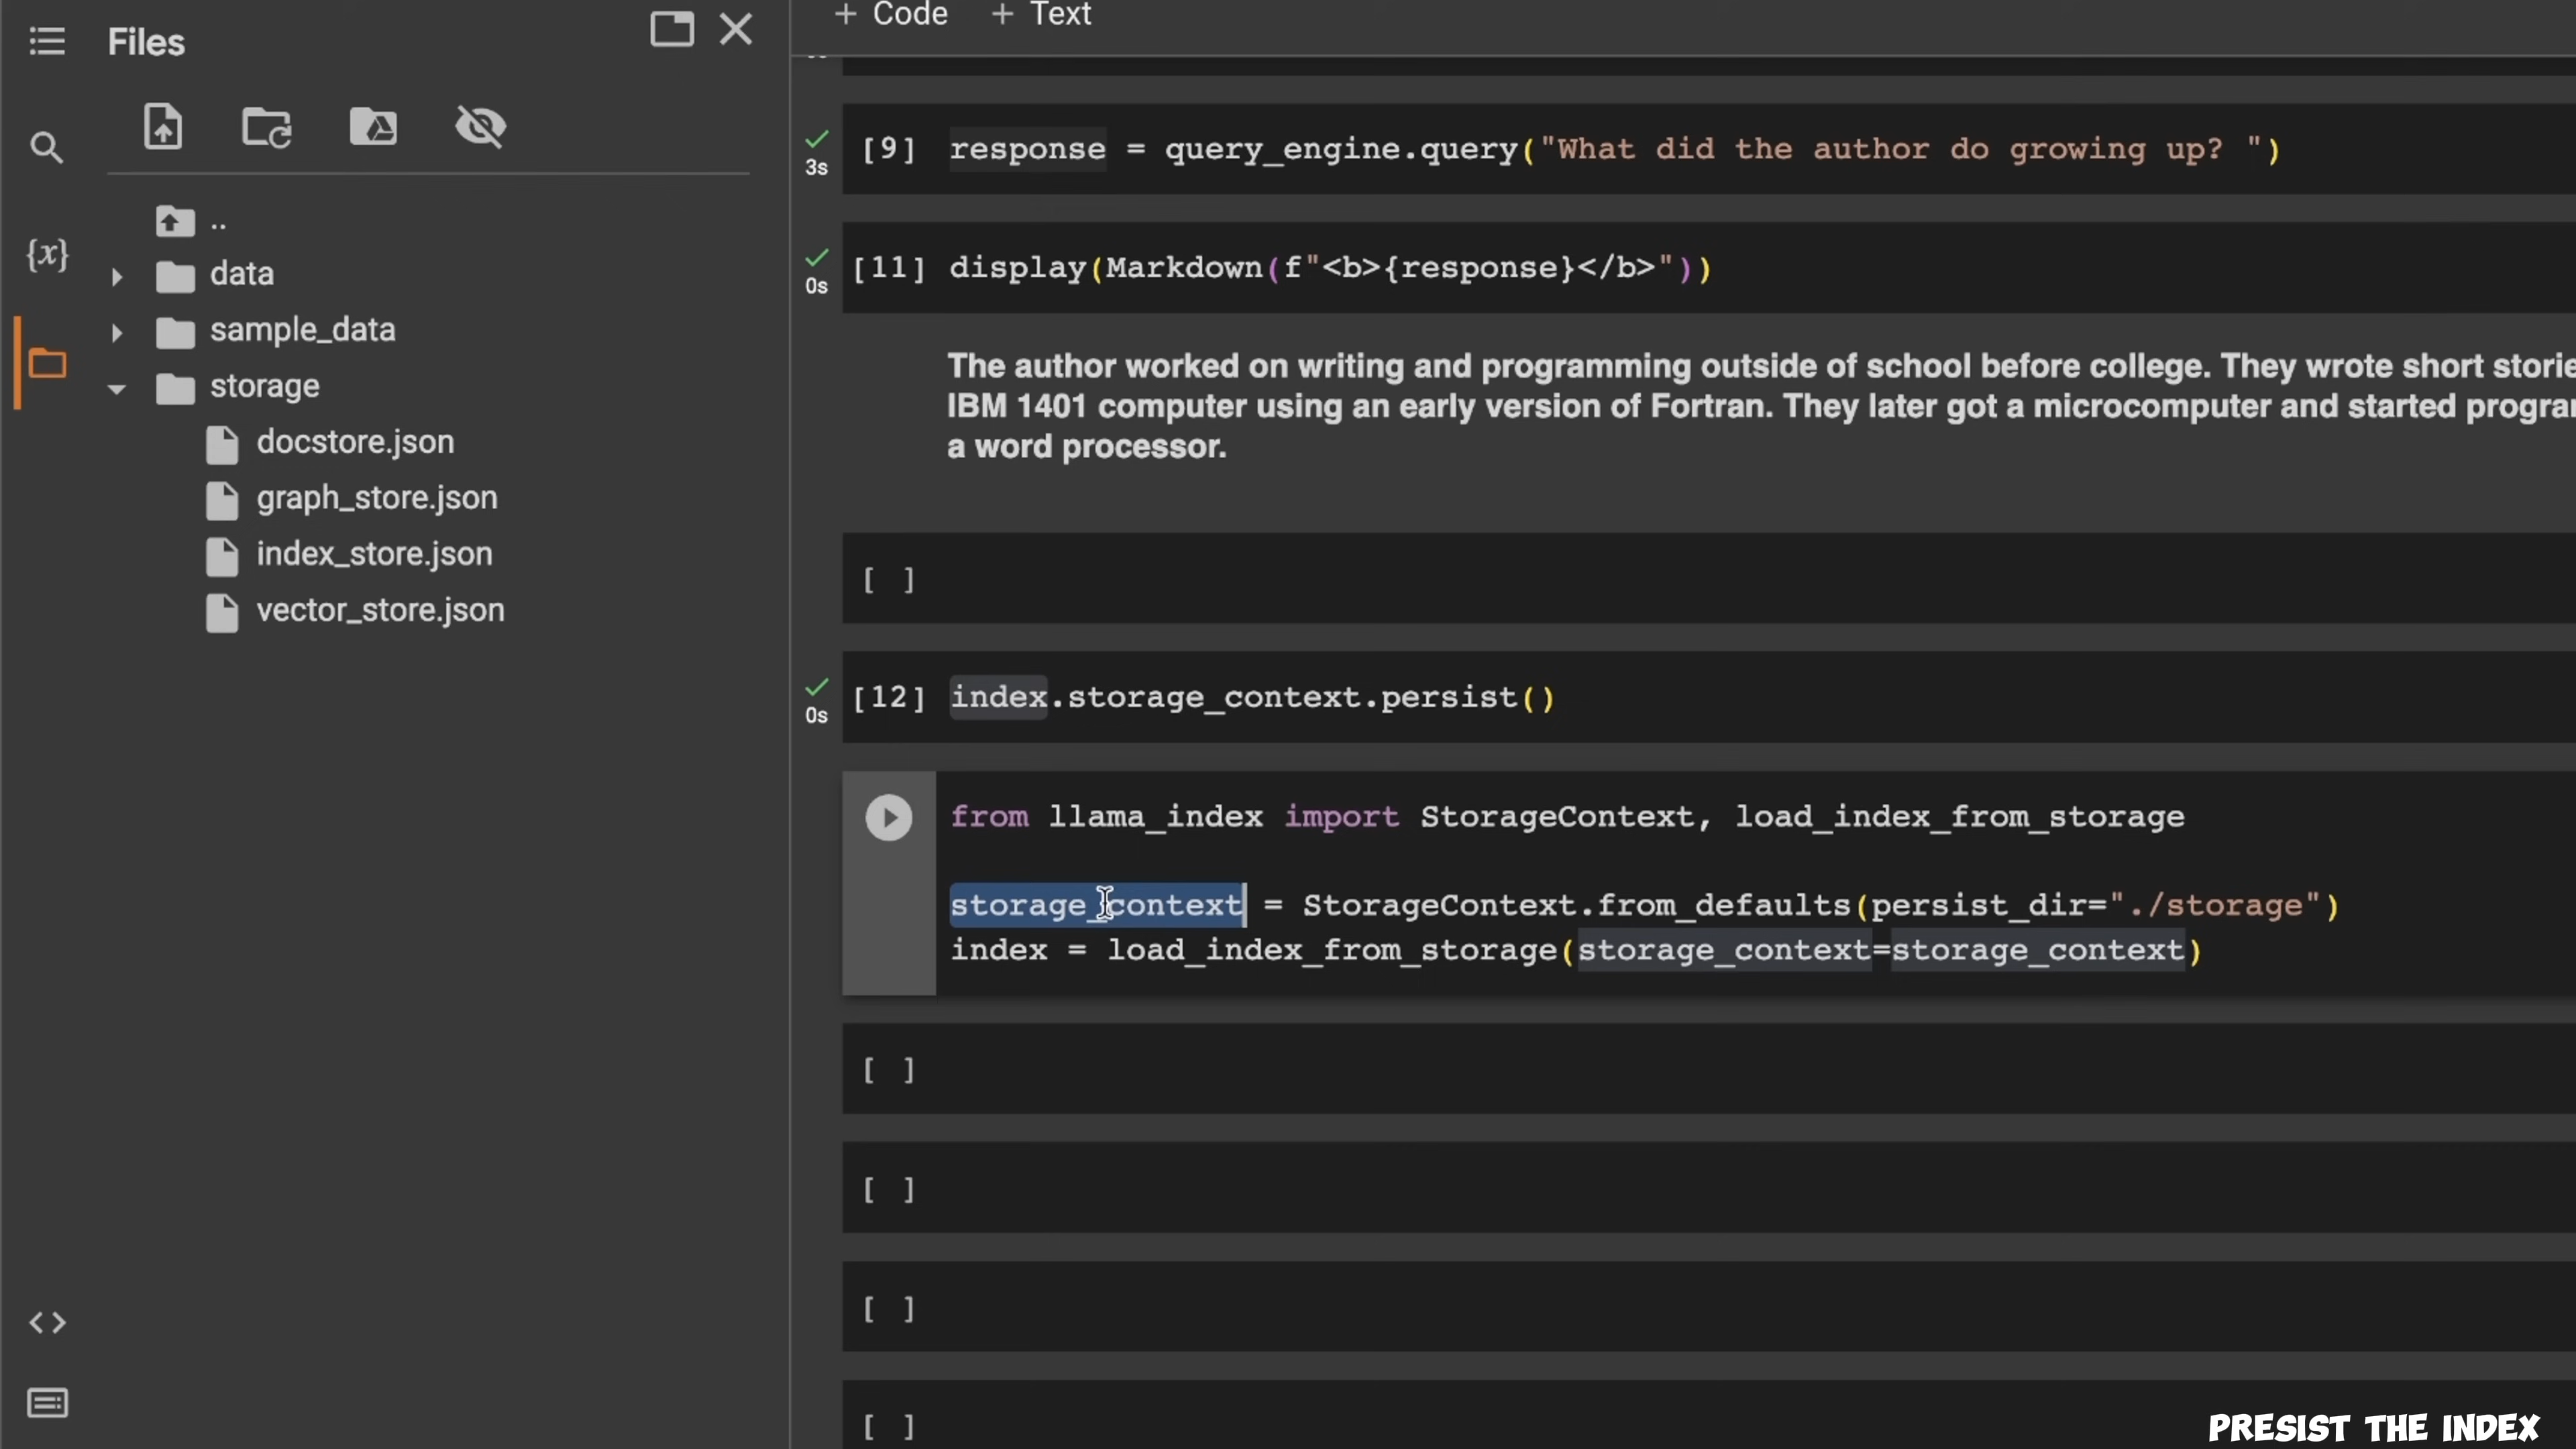 Files
..
data
sample_data
storage
docstore.json
graph_store.json
index_store.json
vector_store.json
{x}
+ Code + Text
3s
[9] response = query_engine.query("What did the author do growing up? ")
0s
[11] display(Markdown(f"<b>{response}</b>"))
The author worked on writing and programming outside of school before college. They wrote short storie
IBM 1401 computer using an early version of Fortran. They later got a microcomputer and started progra
a word processor.
[ ]
0s
[12] index.storage_context.persist()
from llama_index import StorageContext, load_index_from_storage
storage_context = StorageContext.from_defaults(persist_dir="./storage")
index = load_index_from_storage(storage_context=storage_context)
[ ]
[ ]
[ ]
[ ]
PRESIST THE INDEX